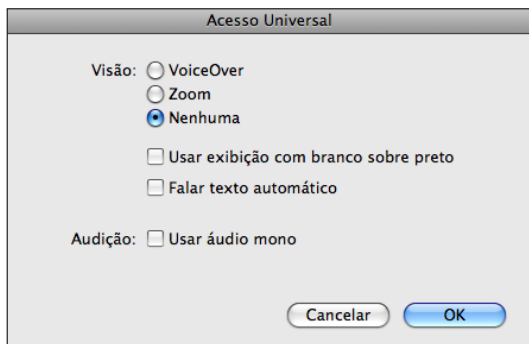 Acesso Universal
Visão: VoiceOver
Zoom
Nenhuma
Usar exibição com branco sobre preto
Falar texto automático
Audição: Usar áudio mono
Cancelar OK